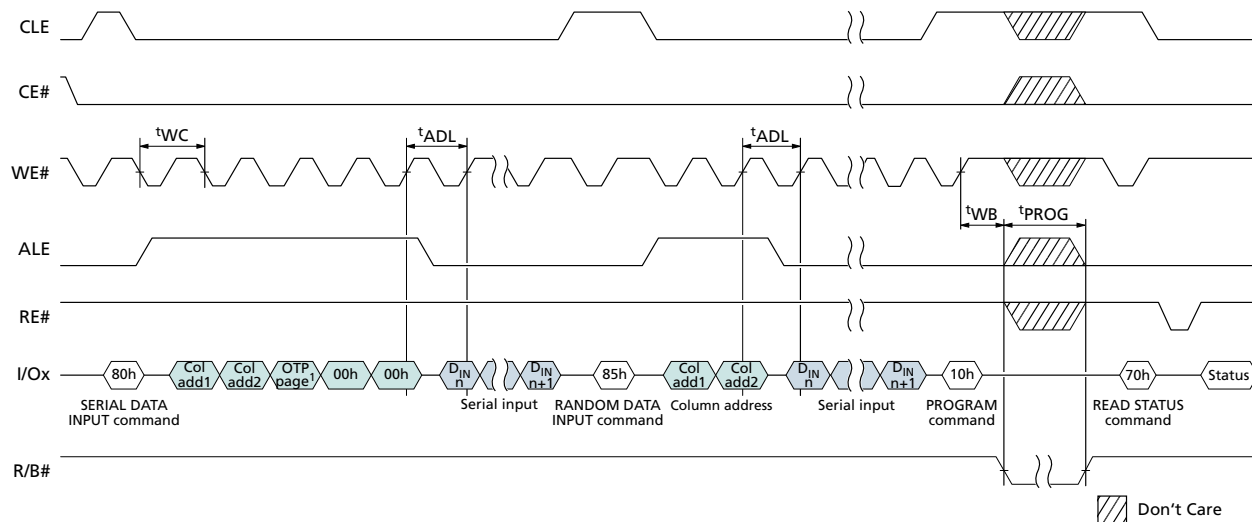 CLE
CE#
tWC
tADL
tADL
WE#
tWB
tPROG
ALE
RE#
I/Ox
80h
Col add1
Col add2
OTP page1
00h
00h
DIN n
DIN n+1
85h
Col add1
Col add2
DIN n
DIN n+1
10h
70h
Status
SERIAL DATA
INPUT command
Serial input
RANDOM DATA
INPUT command
Column address
Serial input
PROGRAM
command
READ STATUS
command
R/B#
Don't Care